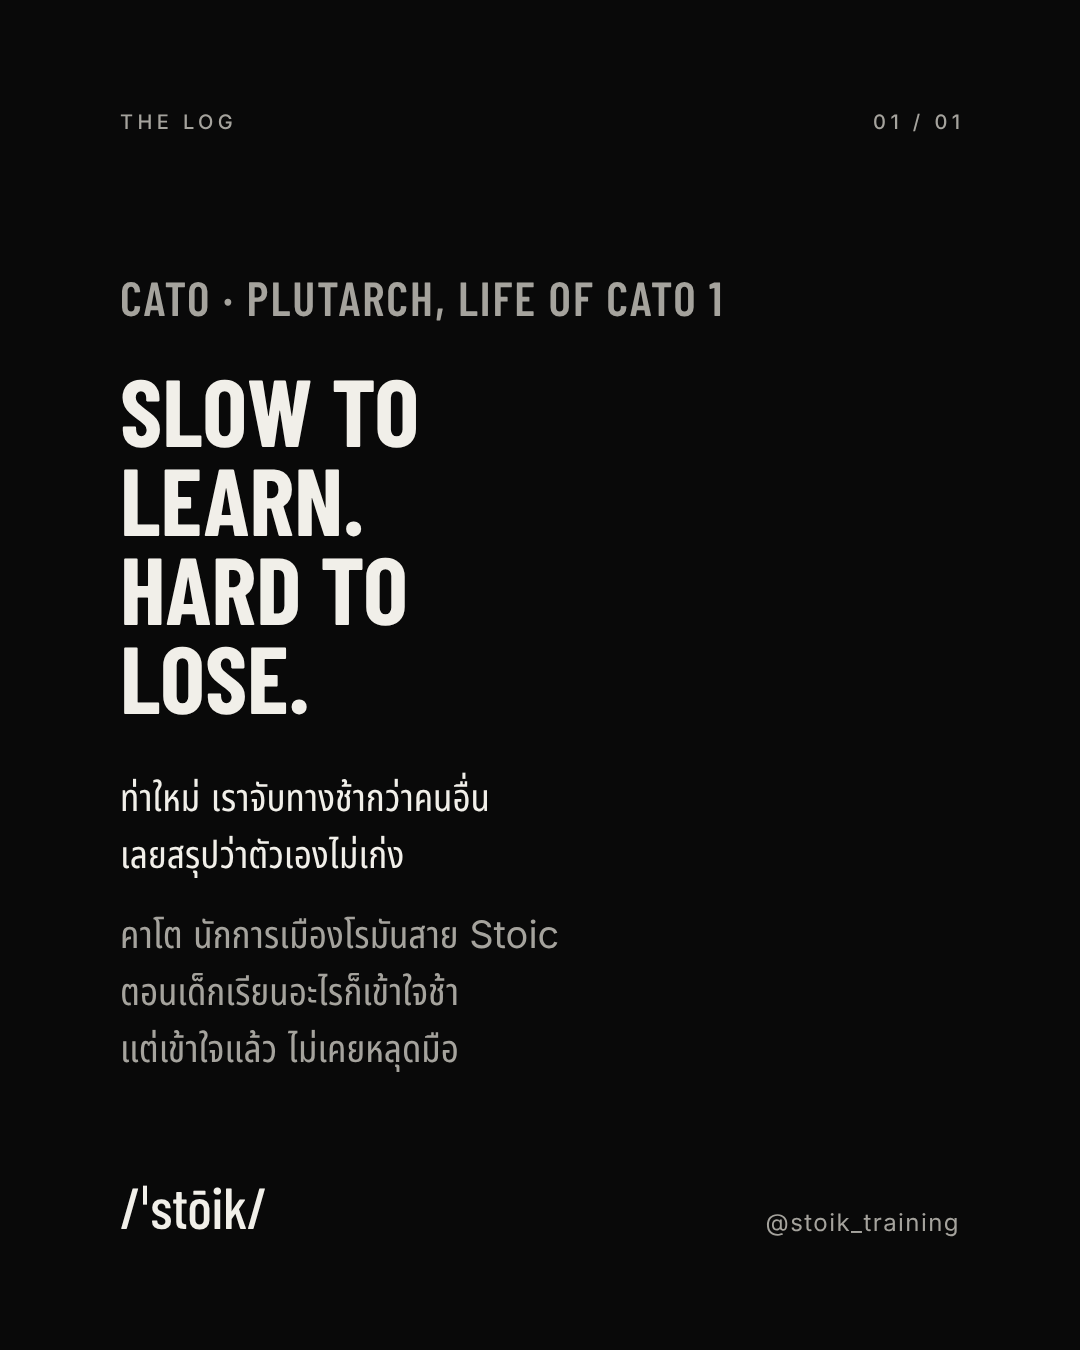 THE LOG
01 / 01
CATO · PLUTARCH, LIFE OF CATO 1
SLOW TO
LEARN.
HARD TO
LOSE.
ท่าใหม่ เราจับทางช้ากว่าคนอื่น
เลยสรุปว่าตัวเองไม่เก่ง
คาโต นักการเมืองโรมันสาย Stoic
ตอนเด็กเรียนอะไรก็เข้าใจช้า
แต่เข้าใจแล้ว ไม่เคยหลุดมือ
/ˈstōik/
@stoik_training